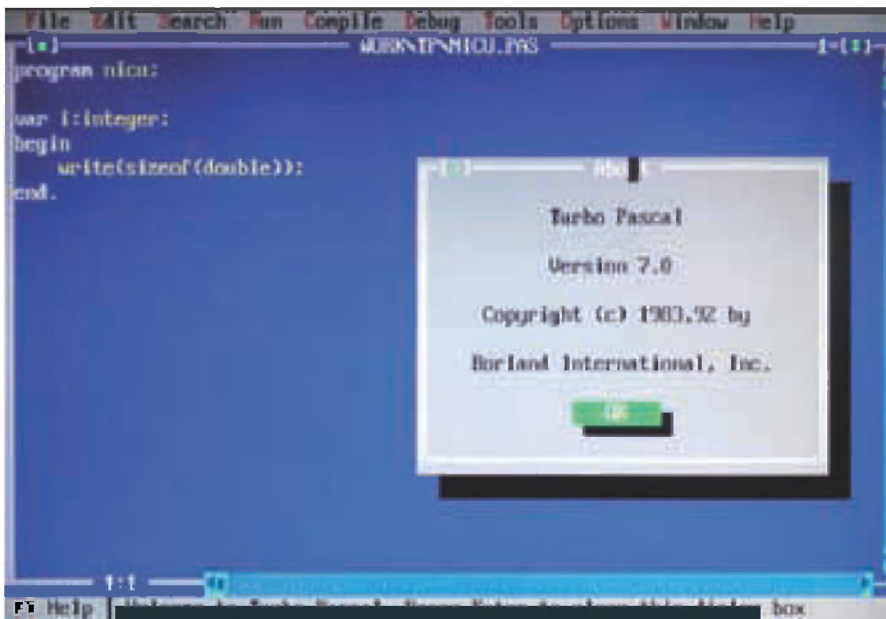 File Edit Search Run Compile Debug Tools Options Window Help
WORK\TP\NICU.PAS
program nicu;
var i:integer;
begin
write(sizeof(double));
end.
Turbo Pascal
Version 7.0
Copyright (c) 1983,92 by
Borland International, Inc.
OK
1:1
F1 Help
box